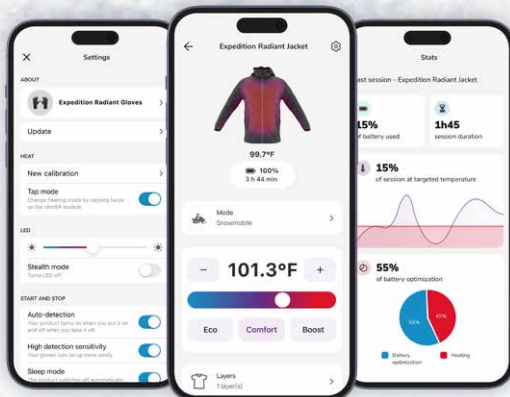 Settings
ABOUT
Expedition Radiant Gloves
Update
HEAT
New calibration
Tap mode
Change heating mode by tapping twice
LED
Stealth mode
Turns LED off
START AND STOP
Auto-detection
Your product turns on when you put it on
and off when you take it off.
High detection sensitivity
Your gloves turn on up more easily.
Sleep mode
The product switches off automatically
Expedition Radiant Jacket
99.7°F
100%
3 h 44 min
Mode
Snowmobile
− 101.3°F +
Eco Comfort Boost
Layers
1 layer(s)
Stats
ast session - Expedition Radiant Jacket
15%
of battery used
1h45
session duration
15%
of session at targeted temperature
55%
of battery optimization
55%
45%
Battery
optimization
Heating